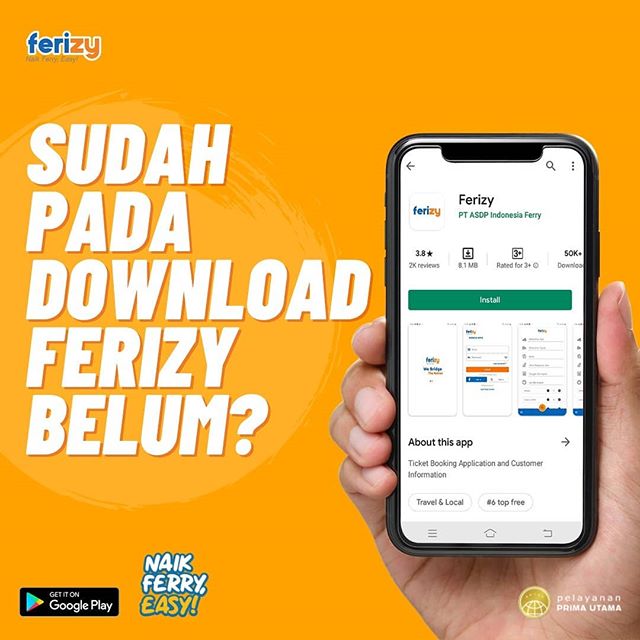 ferizy
Naik Ferry, Easy!
SUDAH
PADA
DOWNLOAD
FERIZY
BELUM?
ferizy
Ferizy
PT ASDP Indonesia Ferry
3.8★
2K reviews
8.1 MB
3+
Rated for 3+
50K+
Downloa
Install
ferizy
We Bridge
The Nation
ferizy
ferizy
About this app
Ticket Booking Application and Customer
Information
Travel & Local
#6 top free
GET IT ON
Google Play
NAIK
FERRY,
EASY!
pelayanan
PRIMA UTAMA